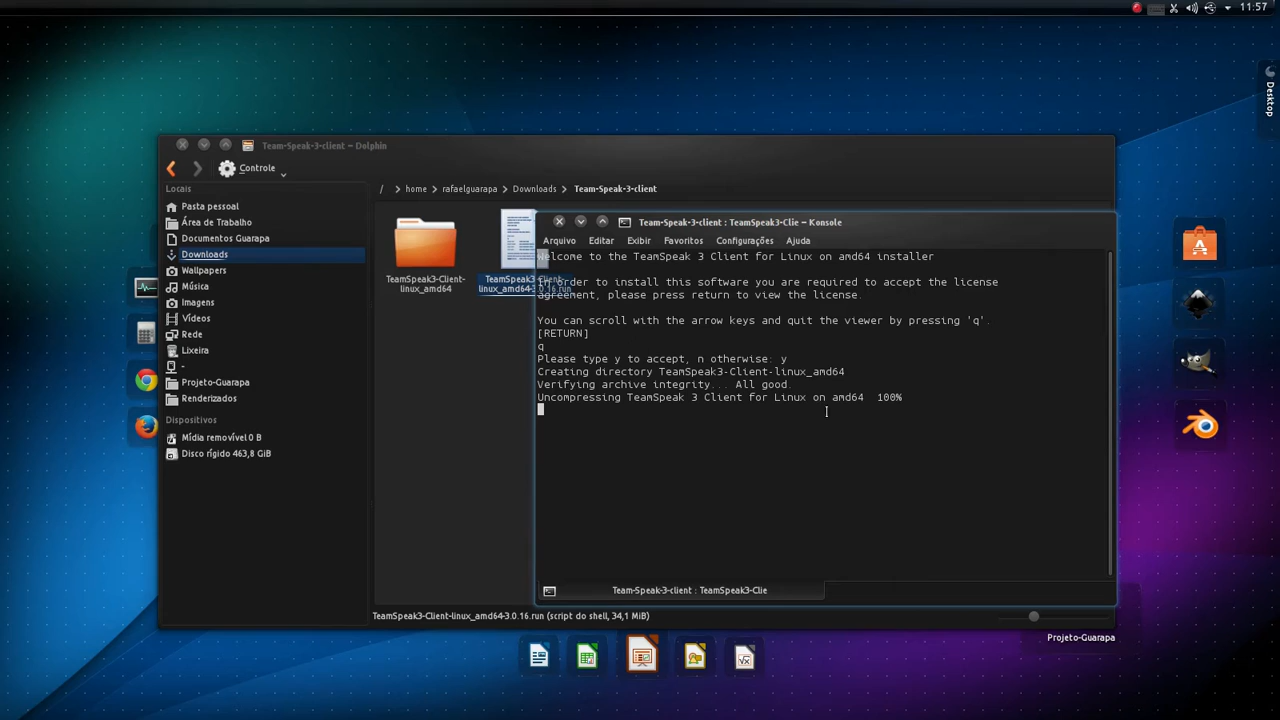 11:57
Desktop
Team-Speak-3-client – Dolphin
Controle
/ > home > rafaelguarapa > Downloads > Team-Speak-3-client
Locais
Pasta pessoal
Área de Trabalho
Documentos Guarapa
Downloads
Wallpapers
Música
Imagens
Vídeos
Rede
Lixeira
-
Projeto-Guarapa
Renderizados
Dispositivos
Mídia removível 0 B
Disco rígido 463,8 GiB
TeamSpeak3-Client-
linux_amd64
TeamSpeak3-Client-
linux_amd64-3.0.16.run
Team-Speak-3-client : TeamSpeak3-Clie – Konsole
Arquivo Editar Exibir Favoritos Configurações Ajuda
Welcome to the TeamSpeak 3 Client for Linux on amd64 installer
In order to install this software you are required to accept the license
agreement, please press return to view the license.
You can scroll with the arrow keys and quit the viewer by pressing 'q'.
[RETURN]
q
Please type y to accept, n otherwise: y
Creating directory TeamSpeak3-Client-linux_amd64
Verifying archive integrity... All good.
Uncompressing TeamSpeak 3 Client for Linux on amd64  100%
Team-Speak-3-client : TeamSpeak3-Clie
TeamSpeak3-Client-linux_amd64-3.0.16.run (script do shell, 34,1 MiB)
Projeto-Guarapa